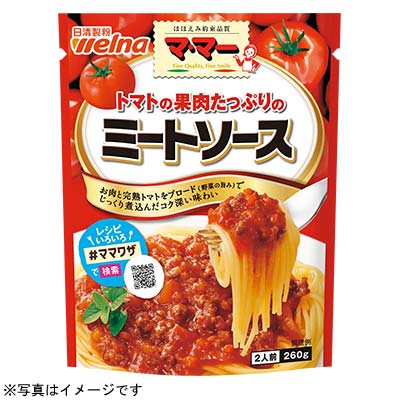 日清製粉
Welna
ほほえみ約束品質
マ・マー
Fine Quality, Fine Smile
トマトの果肉たっぷりの
ミートソース
お肉と完熟トマトをブロード(野菜の旨み)で
じっくり煮込んだコク深い味わい
レシピ
いろいろ
#ママワザ
で 検索
調理例
2人前 260g
※写真はイメージです